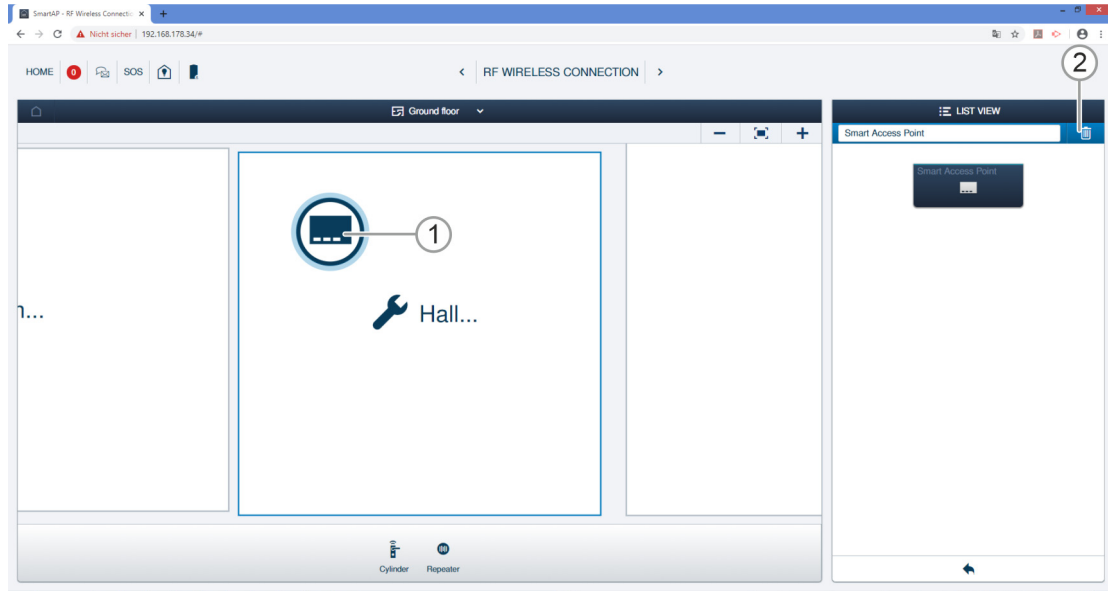 SmartAP - RF Wireless Connectic
Nicht sicher | 192.168.178.34/#
HOME 0 SOS < RF WIRELESS CONNECTION >
2
Ground floor
LIST VIEW
Smart Access Point
Smart Access Point
1
n...
Hall...
Cylinder Repeater